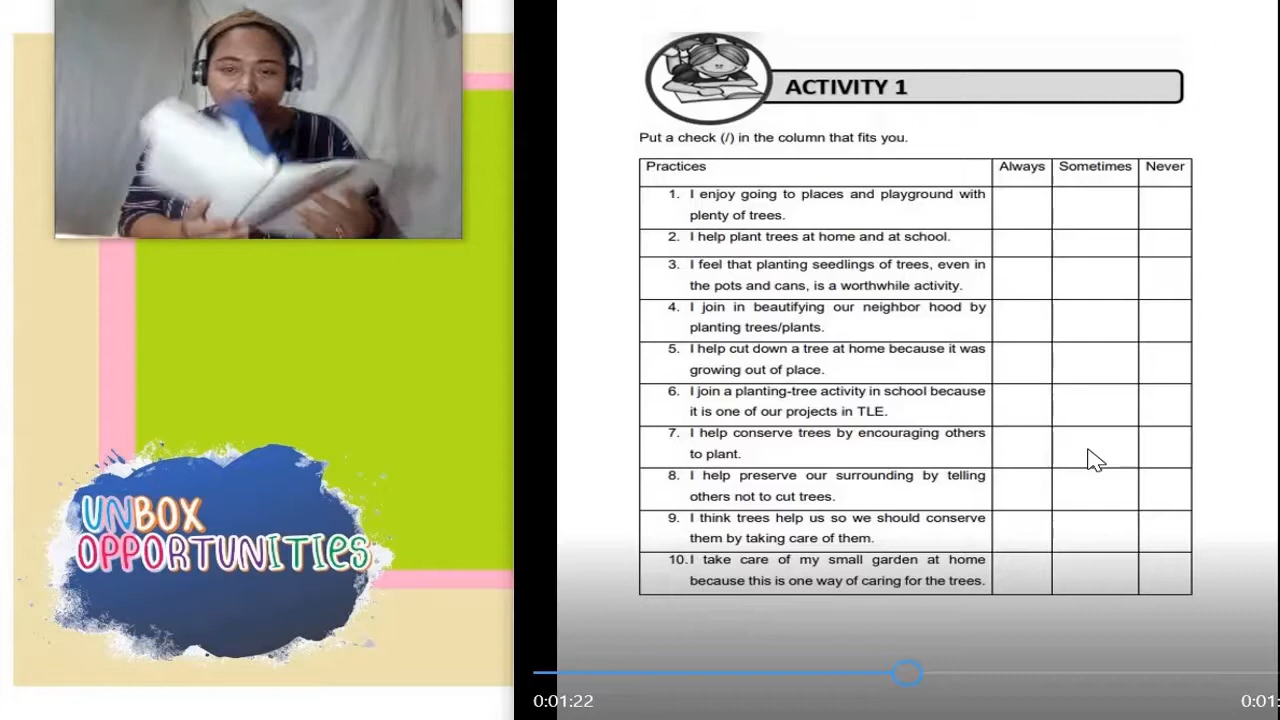 ACTIVITY 1
Put a check (/) in the column that fits you.
Practices Always Sometimes Never
1. I enjoy going to places and playground with
plenty of trees.
2. I help plant trees at home and at school.
3. I feel that planting seedlings of trees, even in
the pots and cans, is a worthwhile activity.
4. I join in beautifying our neighbor hood by
planting trees/plants.
5. I help cut down a tree at home because it was
growing out of place.
6. I join a planting-tree activity in school because
it is one of our projects in TLE.
7. I help conserve trees by encouraging others
to plant.
8. I help preserve our surrounding by telling
others not to cut trees.
9. I think trees help us so we should conserve
them by taking care of them.
10. I take care of my small garden at home
because this is one way of caring for the trees.
UNBOX
OPPORTUNITIES
0:01:22
0:01: